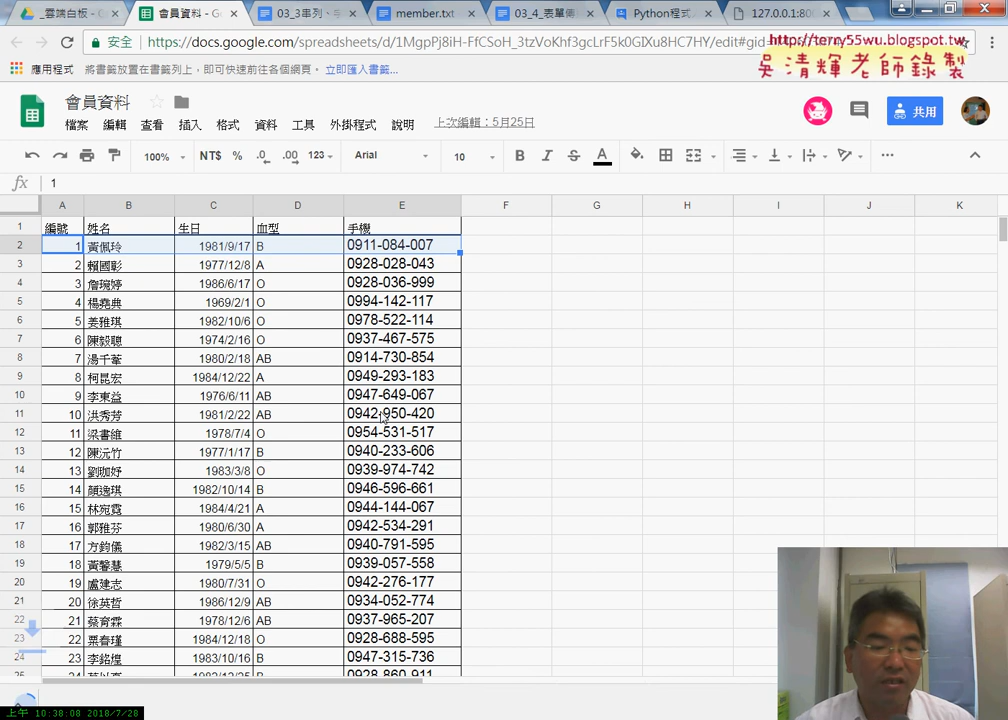 _雲端白板 - G
會員資料 - Go
03_3串列、字
member.txt
03_4_表單傳
Python程式
127.0.0.1:800
安全
https://docs.google.com/spreadsheets/d/1MgpPj8iH-FfCSoH_3tzVoKhf3gcLrF5k0GIXu8HC7HY/edit#gid=
http://terry55wu.blogspot.tw
吳清輝老師錄製
應用程式 將書籤放置在書籤列上，即可快速前往各個網頁。 立即匯入書籤...
會員資料
檔案 編輯 查看 插入 格式 資料 工具 外掛程式 說明 上次編輯：5月25日
共用
100% NT$ % .0 .00 123 Arial 10 B I S A
fx 1
A B C D E F G H I J K
1 編號 姓名 生日 血型 手機
2 1 黃佩玲 1981/9/17 B 0911-084-007
3 2 賴國彰 1977/12/8 A 0928-028-043
4 3 詹琬婷 1986/6/17 O 0928-036-999
5 4 楊堯典 1969/2/1 O 0994-142-117
6 5 姜雅琪 1982/10/6 O 0978-522-114
7 6 陳毅聰 1974/2/16 O 0937-467-575
8 7 湯千葦 1980/2/18 AB 0914-730-854
9 8 柯昆宏 1984/12/22 A 0949-293-183
10 9 李東益 1976/6/11 AB 0947-649-067
11 10 洪秀芳 1981/2/22 AB 0942-950-420
12 11 梁書維 1978/7/4 O 0954-531-517
13 12 陳沅竹 1977/1/17 B 0940-233-606
14 13 劉珈妤 1983/3/8 O 0939-974-742
15 14 顏逸琪 1982/10/14 B 0946-596-661
16 15 林宛霓 1984/4/21 A 0944-144-067
17 16 郭雅芬 1980/6/30 A 0942-534-291
18 17 方鈞儀 1982/3/15 AB 0940-791-595
19 18 黃馨慧 1979/5/5 B 0939-057-558
20 19 盧建志 1980/7/31 O 0942-276-177
21 20 徐英哲 1986/12/9 AB 0934-052-774
22 21 蔡育霖 1978/12/6 AB 0937-965-207
23 22 粟春瑾 1984/12/18 O 0928-688-595
24 23 李銘煌 1983/10/16 B 0947-315-736
上午 10:38:08 2018/7/28